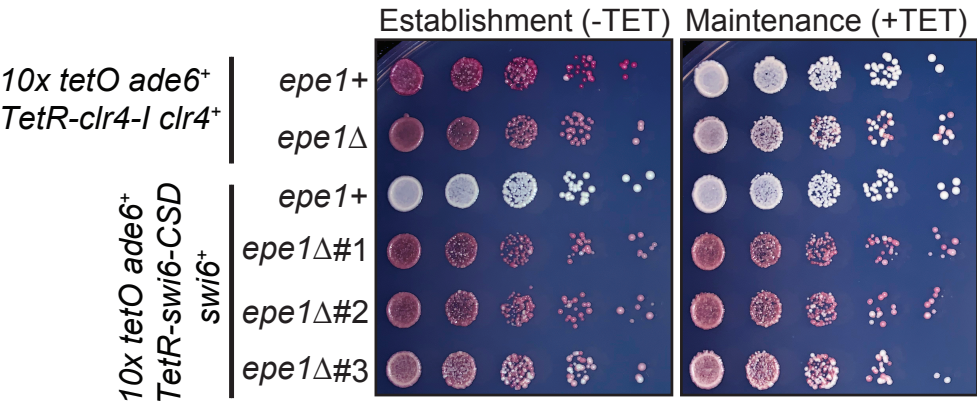 Establishment (-TET) Maintenance (+TET)
10x tetO ade6⁺
TetR-clr4-I clr4⁺
epe1+
epe1Δ
10x tetO ade6⁺
TetR-swi6-CSD
swi6⁺
epe1+
epe1Δ#1
epe1Δ#2
epe1Δ#3